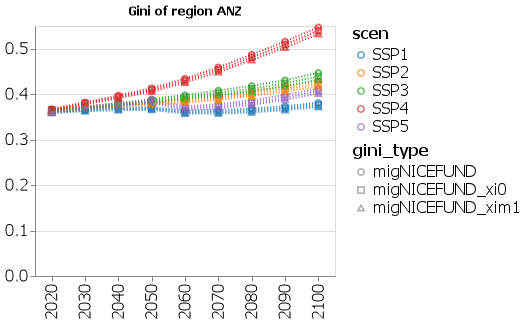 Gini of region ANZ
0.5
0.4
0.3
0.2
0.1
0.0
2020
2030
2040
2050
2060
2070
2080
2090
2100
scen
SSP1
SSP2
SSP3
SSP4
SSP5
gini_type
migNICEFUND
migNICEFUND_xi0
migNICEFUND_xim1